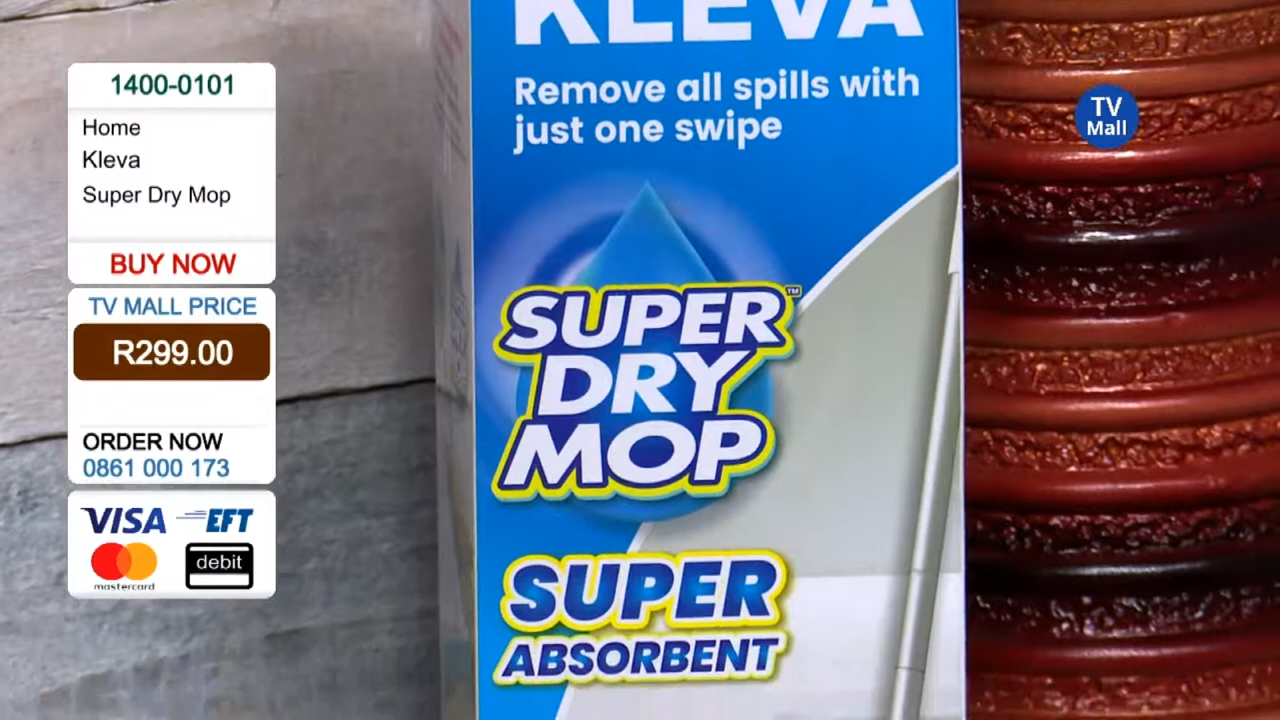 1400-0101
Home
Kleva
Super Dry Mop
BUY NOW
TV MALL PRICE
R299.00
ORDER NOW
0861 000 173
VISA EFT
mastercard debit
KLEVA
Remove all spills with
just one swipe
SUPER™
DRY
MOP
SUPER
ABSORBENT
TV
Mall